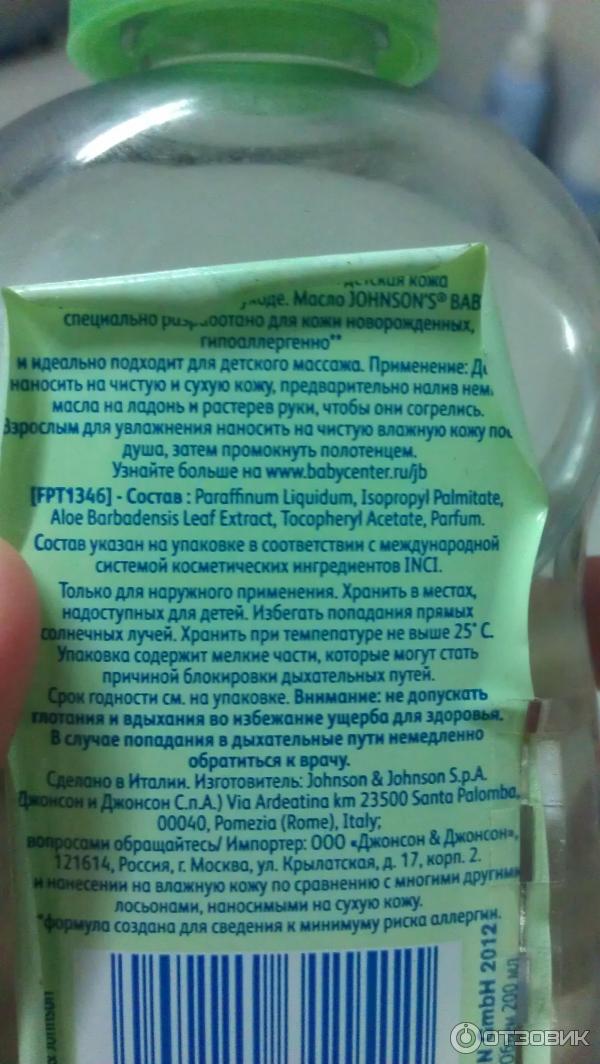 детская кожа
уходе. Масло JOHNSON'S® BAB
специально разработано для кожи новорожденных,
гипоаллергенно**
и идеально подходит для детского массажа. Применение:
наносить на чистую и сухую кожу, предварительно налив
масла на ладонь и растерев руки, чтобы они согрелись.
Взрослым для увлажнения наносить на чистую влажную кожу
душа, затем промокнуть полотенцем.
Узнайте больше на www.babycenter.ru/jb
[FPT1346] - Состав : Paraffinum Liquidum, Isopropyl Palmitate,
Aloe Barbadensis Leaf Extract, Tocopheryl Acetate, Parfum.
Состав указан на упаковке в соответствии с международной
системой косметических ингредиентов INCI.
Только для наружного применения. Хранить в местах,
недоступных для детей. Избегать попадания прямых
солнечных лучей. Хранить при температуре не выше 25° С.
Упаковка содержит мелкие части, которые могут стать
причиной блокировки дыхательных путей.
Срок годности см. на упаковке. Внимание: не допускать
глотания и вдыхания во избежание ущерба для здоровья.
В случае попадания в дыхательные пути немедленно
обратиться к врачу.
Сделано в Италии. Изготовитель: Johnson & Johnson S.p.A.
Джонсон и Джонсон С.п.А.) Via Ardeatina km 23500 Santa Palomba,
00040, Pomezia (Rome), Italy;
вопросами обращайтесь/ Импортер: ООО «Джонсон & Джонсон»,
121614, Россия, г. Москва, ул. Крылатская, д. 17, корп. 2.
и нанесении на влажную кожу по сравнению с многими другими
лосьонами, наносимыми на сухую кожу.
*формула создана для сведения к минимуму риска аллергии.
Johnson
GmbH 2012
Объем 200 мл
ОТЗОВИК